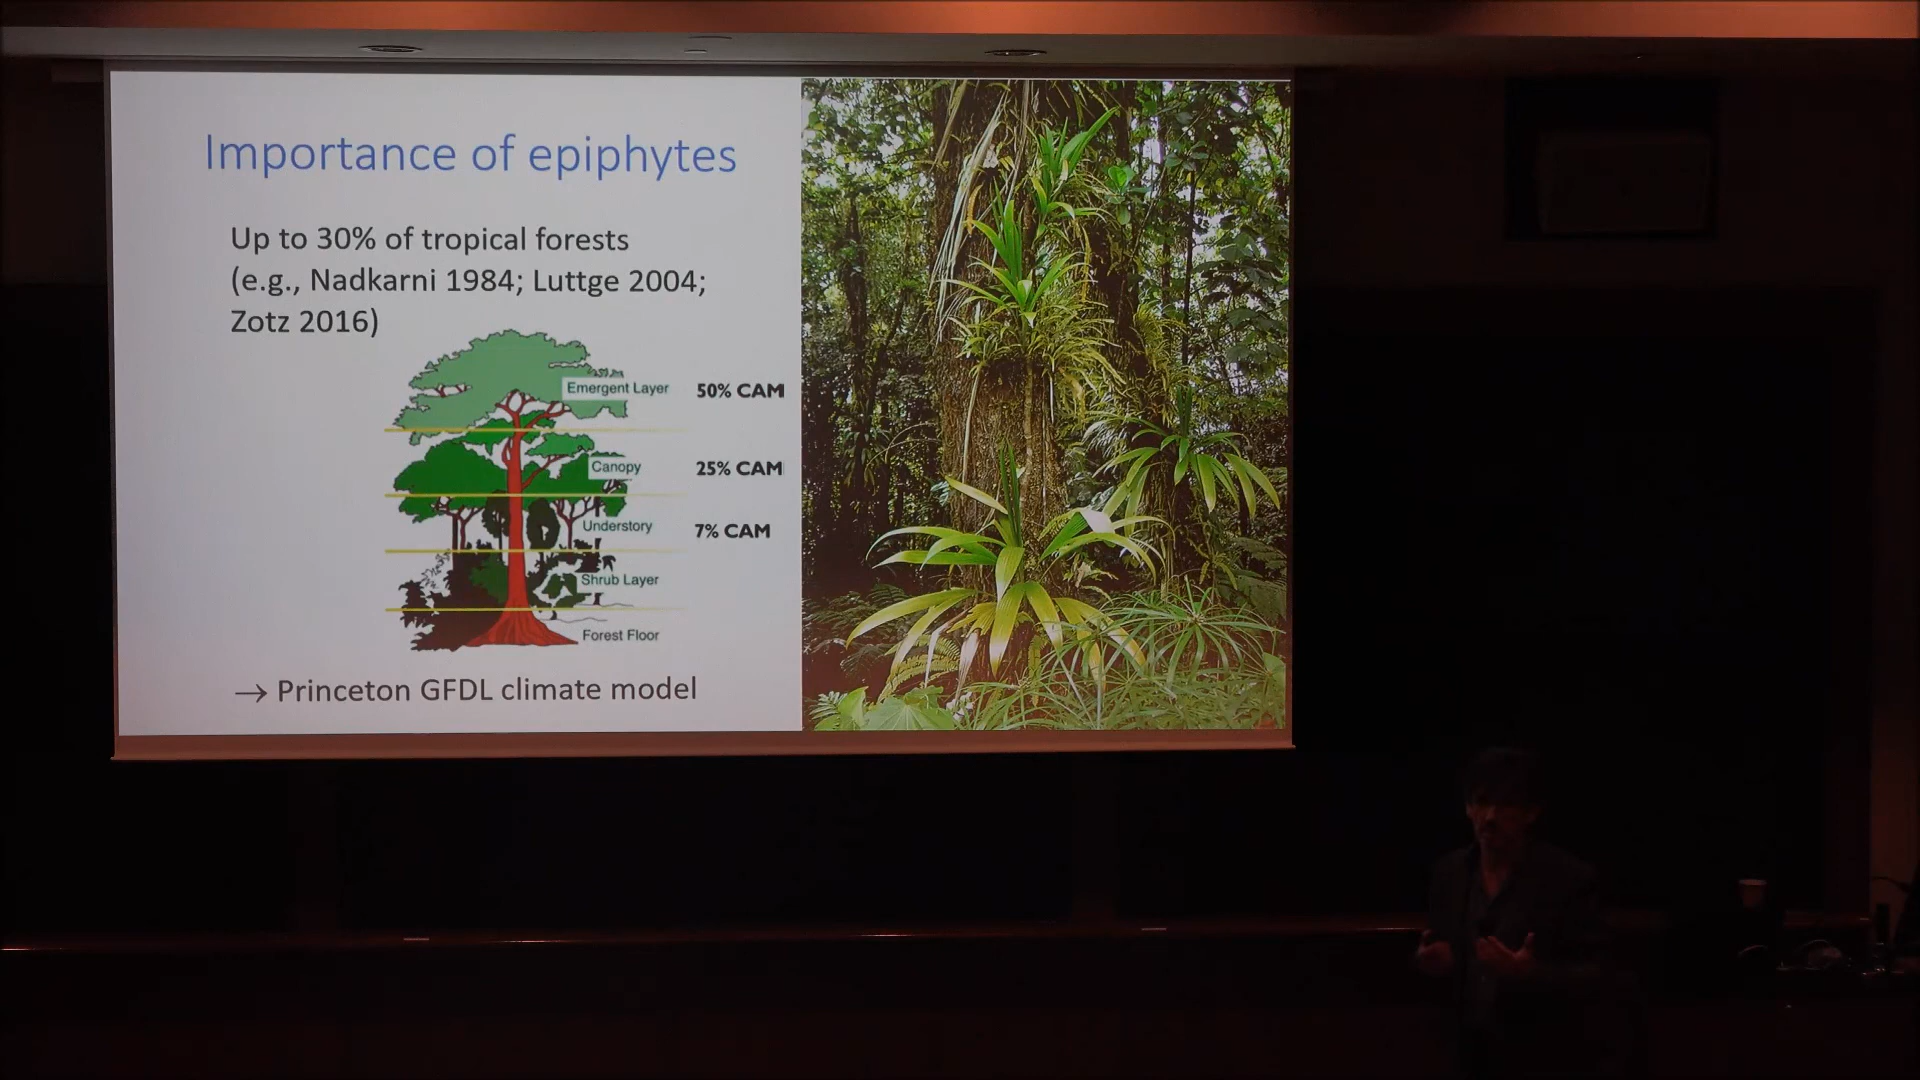 Importance of epiphytes
Up to 30% of tropical forests
(e.g., Nadkarni 1984; Luttge 2004;
Zotz 2016)
Emergent Layer
50% CAM
Canopy
25% CAM
Understory
7% CAM
Shrub Layer
Forest Floor
→ Princeton GFDL climate model